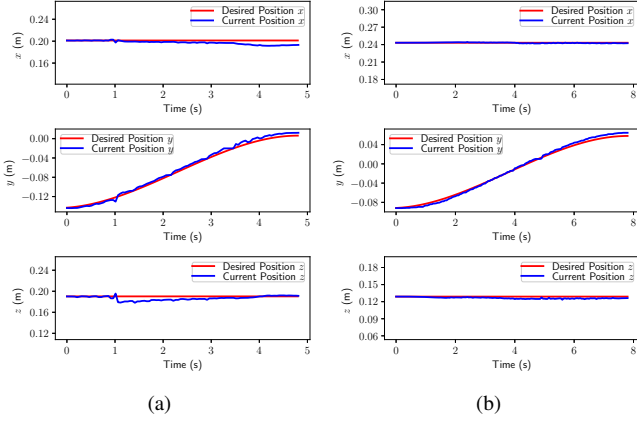 0.24
0.20
0.16
x (m)
Desired Position x
Current Position x
0 1 2 3 4 5
Time (s)
0.00
−0.04
−0.08
−0.12
y (m)
Desired Position y
Current Position y
0 1 2 3 4 5
Time (s)
0.24
0.20
0.16
0.12
z (m)
Desired Position z
Current Position z
0 1 2 3 4 5
Time (s)
(a)
0.30
0.27
0.24
0.21
0.18
x (m)
Desired Position x
Current Position x
0 2 4 6 8
Time (s)
0.04
0.00
−0.04
−0.08
y (m)
Desired Position y
Current Position y
0 2 4 6 8
Time (s)
0.18
0.15
0.12
0.09
0.06
z (m)
Desired Position z
Current Position z
0 2 4 6 8
Time (s)
(b)